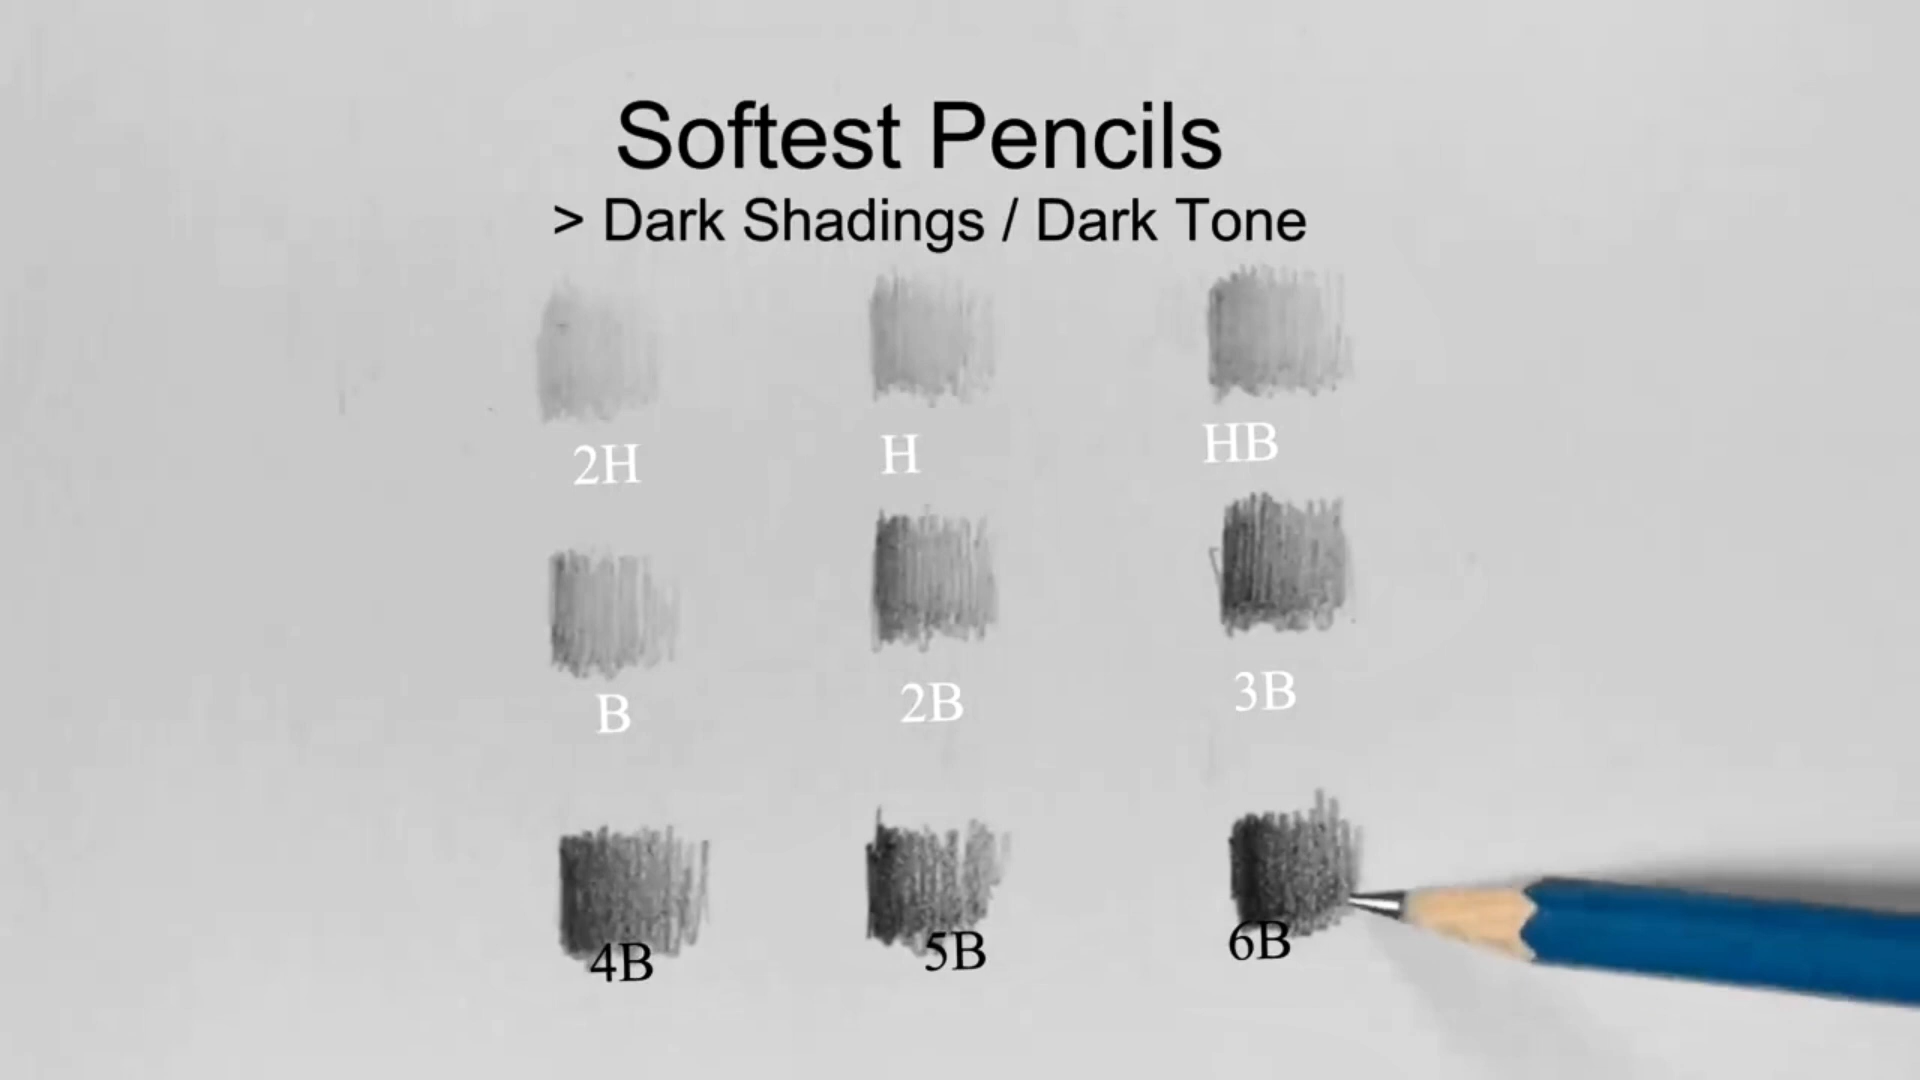 Softest Pencils
> Dark Shadings / Dark Tone
2H H HB
B 2B 3B
4B 5B 6B